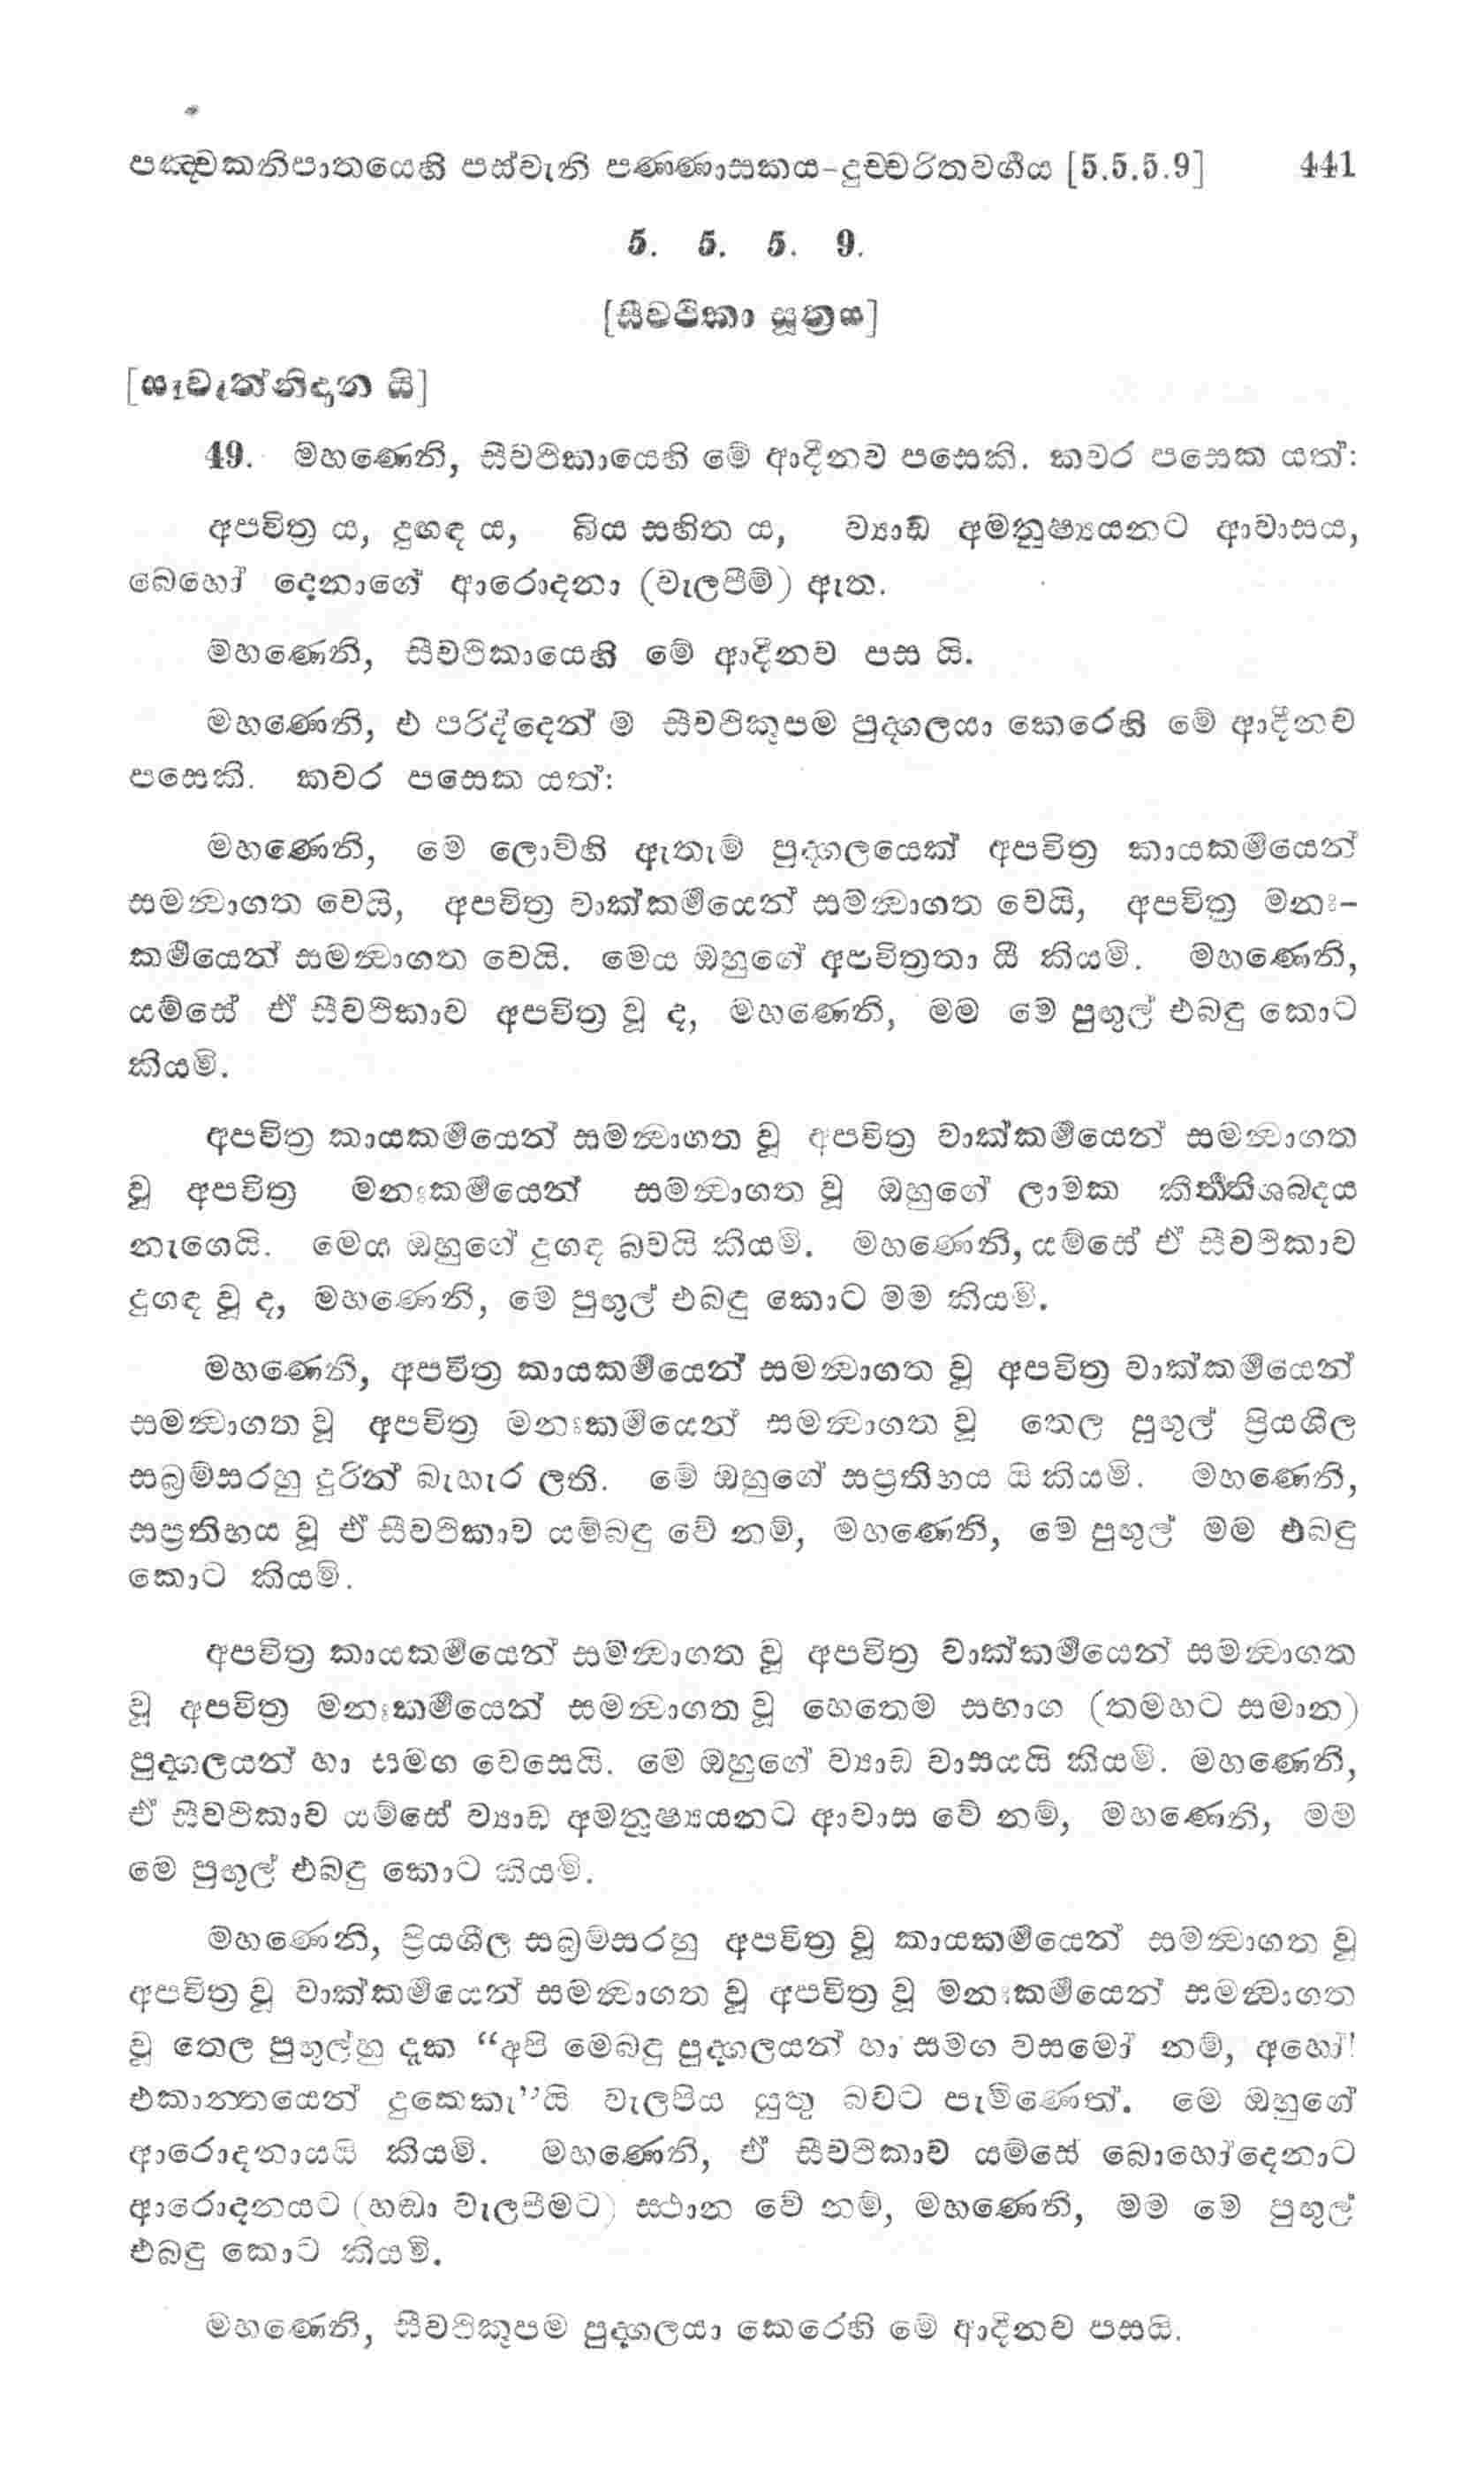 පඤ්චකනිපාතයෙහි පස්වැනි පණ්ණාසකය-දුච්චරිතවර්‍ගය [5.5.5.9] 441
5. 5. 5. 9.
[සීවථිකා සූත්‍රය]
[සැවැත්නිදාන යි]
49. මහණෙනි, සීවථිකායෙහි මේ ආදීනව පසෙකි. කවර පසෙක යත්:
අපවිත්‍ර ය, දුගඳ ය, බිය සහිත ය, ව්‍යාඩ අමනුෂ්‍යයනට ආවාසය,
බෙහෝ දෙනාගේ ආරොදනා (වැලපීම්) ඇත.
මහණෙනි, සීවථිකායෙහි මේ ආදීනව පස යි.
මහණෙනි, එ පරිද්දෙන් ම සීවථිකූපම පුද්ගලයා කෙරෙහි මේ ආදීනව
පසෙකි. කවර පසෙක යත්:
මහණෙනි, මෙ ලොව්හි ඇතැම් පුද්ගලයෙක් අපවිත්‍ර කායකර්‍මයෙන්
සමන්‍වාගත වෙයි, අපවිත්‍ර වාක්කර්‍මයෙන් සමන්‍වාගත වෙයි, අපවිත්‍ර මනඃ-
කර්‍මයෙන් සමන්‍වාගත වෙයි. මෙය ඔහුගේ අපවිත්‍රතා යී කියමි. මහණෙනි,
යම්සේ ඒ සීවථිකාව අපවිත්‍ර වූ ද, මහණෙනි, මම මෙ පුඟුල් එබඳු කොට
කියමි.
අපවිත්‍ර කායකර්‍මයෙන් සමන්‍වාගත වූ අපවිත්‍ර වාක්කර්‍මයෙන් සමන්‍වාගත
වූ අපවිත්‍ර මනඃකර්‍මයෙන් සමන්‍වාගත වූ ඔහුගේ ලාමක කීර්‍ත්තිශබ්දය
නැගෙයි. මෙය ඔහුගේ දුගඳ බවයි කියමි. මහණෙනි, යම්සේ ඒ සීවථිකාව
දුගඳ වූ ද, මහණෙනි, මෙ පුඟුල් එබඳු කොට මම කියමි.
මහණෙනි, අපවිත්‍ර කායකර්‍මයෙන් සමන්‍වාගත වූ අපවිත්‍ර වාක්කර්‍මයෙන්
සමන්‍වාගත වූ අපවිත්‍ර මනඃකර්‍මයෙන් සමන්‍වාගත වූ තෙල පුඟුල් ප්‍රියශීල
සබ්‍රම්සරහු දුරින් බැහැර ලති. මේ ඔහුගේ සප්‍රතිභය යි කියමි. මහණෙනි,
සප්‍රතිභය වූ ඒ සීවථිකාව යම්බඳු වේ නම්, මහණෙනි, මෙ පුඟුල් මම එබඳු
කොට කියමි.
අපවිත්‍ර කායකර්‍මයෙන් සමන්‍වාගත වූ අපවිත්‍ර වාක්කර්‍මයෙන් සමන්‍වාගත
වූ අපවිත්‍ර මනඃකර්‍මයෙන් සමන්‍වාගත වූ හෙතෙම සභාග (තමහට සමාන)
පුද්ගලයන් හා සමග වෙසෙයි. මෙ ඔහුගේ ව්‍යාඩ වාසයයි කියමි. මහණෙනි,
ඒ සීවථිකාව යම්සේ ව්‍යාඩ අමනුෂ්‍යයනට ආවාස වේ නම්, මහණෙනි, මම
මෙ පුඟුල් එබඳු කොට කියමි.
මහණෙනි, ප්‍රියශීල සබ්‍රම්සරහු අපවිත්‍ර වූ කායකර්‍මයෙන් සමන්‍වාගත වූ
අපවිත්‍ර වූ වාක්කර්‍මයෙන් සමන්‍වාගත වූ අපවිත්‍ර වූ මනඃකර්‍මයෙන් සමන්‍වාගත
වූ තෙල පුඟුල්හු දැක “අපි මෙබඳු පුද්ගලයන් හා සමග වසමෝ නම්, අහෝ!
එකාන්තයෙන් දුකෙකැ”යි වැලපිය යුතු බවට පැමිණෙත්. මෙ ඔහුගේ
ආරොදනායයි කියමි. මහණෙනි, ඒ සීවථිකාව යම්සේ බොහෝදෙනාට
ආරොදනයට (හඬා වැලපීමට) ස්ථාන වේ නම්, මහණෙනි, මම මෙ පුඟුල්
එබඳු කොට කියමි.
මහණෙනි, සීවථිකූපම පුද්ගලයා කෙරෙහි මේ ආදීනව පසයි.